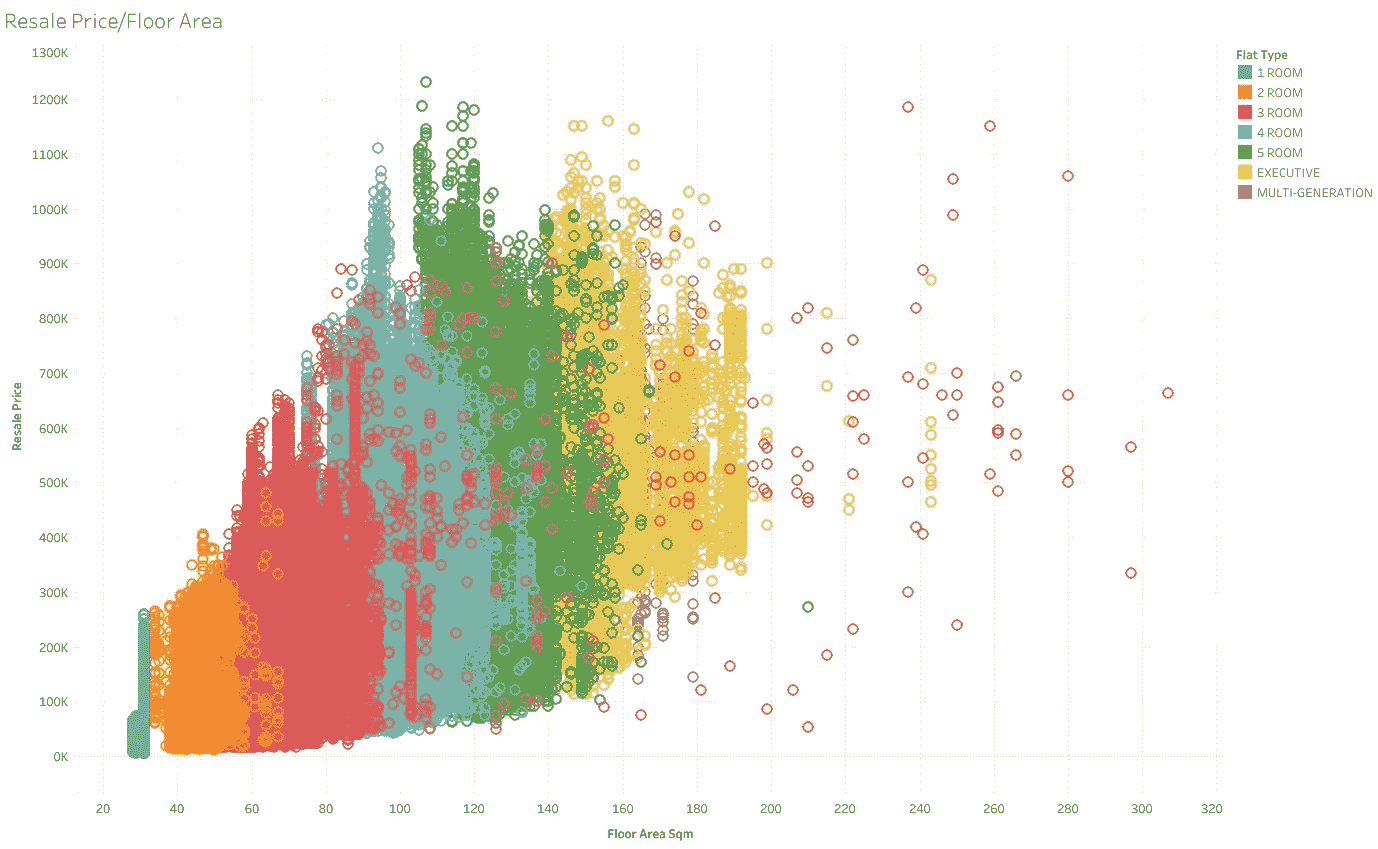 Resale Price/Floor Area
Flat Type
1 ROOM
2 ROOM
3 ROOM
4 ROOM
5 ROOM
EXECUTIVE
MULTI-GENERATION
Resale Price
1300K
1200K
1100K
1000K
900K
800K
700K
600K
500K
400K
300K
200K
100K
0K
20 40 60 80 100 120 140 160 180 200 220 240 260 280 300 320
Floor Area Sqm